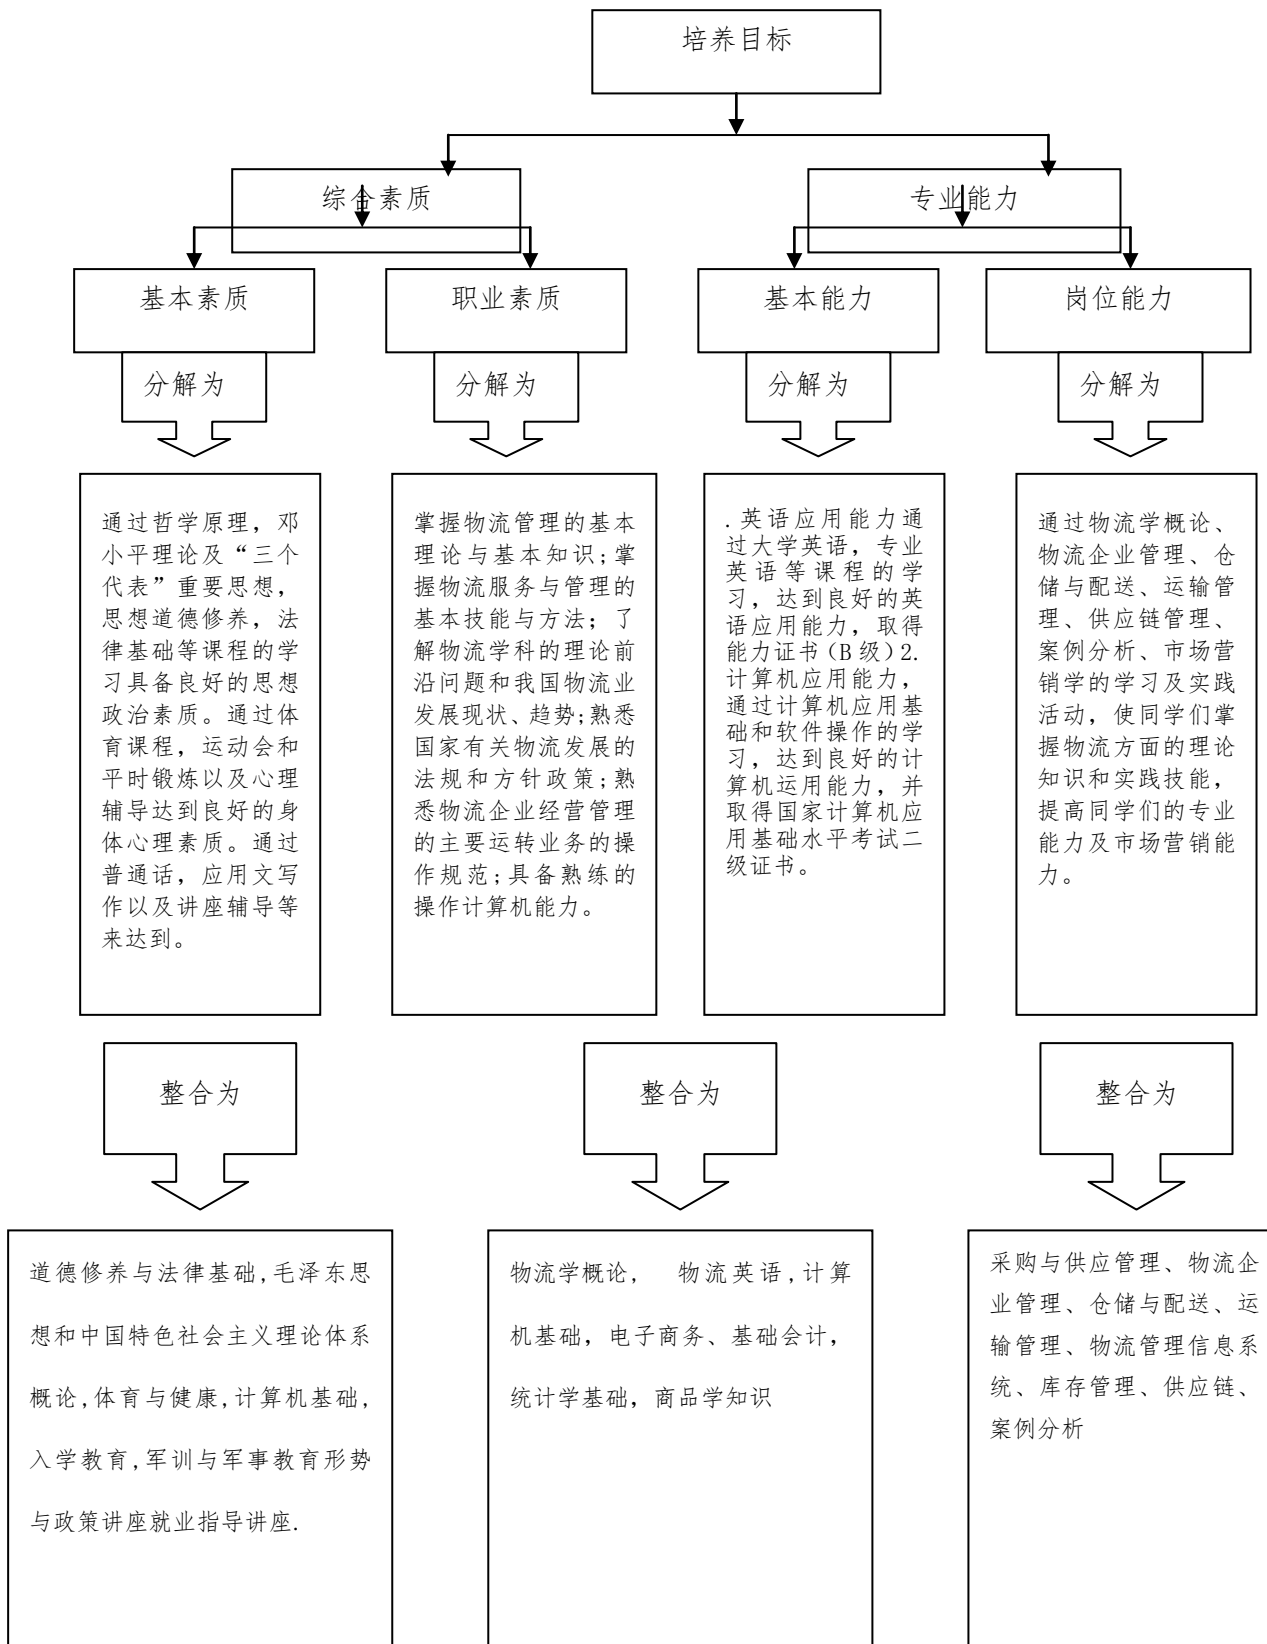 培养目标
综合素质
专业能力
基本素质
职业素质
基本能力
岗位能力
分解为
分解为
分解为
分解为
通过哲学原理，邓
小平理论及“三个
代表”重要思想，
思想道德修养，法
律基础等课程的学
习具备良好的思想
政治素质。通过体
育课程，运动会和
平时锻炼以及心理
辅导达到良好的身
体心理素质。通过
普通话，应用文写
作以及讲座辅导等
来达到。
掌握物流管理的基本
理论与基本知识;掌
握物流服务与管理的
基本技能与方法；了
解物流学科的理论前
沿问题和我国物流业
发展现状、趋势;熟悉
国家有关物流发展的
法规和方针政策;熟
悉物流企业经营管理
的主要运转业务的操
作规范;具备熟练的
操作计算机能力。
.英语应用能力通
过大学英语，专业
英语等课程的学
习，达到良好的英
语应用能力，取得
能力证书（B级）2.
计算机应用能力，
通过计算机应用基
础和软件操作的学
习，达到良好的计
算机运用能力，并
取得国家计算机应
用基础水平考试二
级证书。
通过物流学概论、
物流企业管理、仓
储与配送、运输管
理、供应链管理、
案例分析、市场营
销学的学习及实践
活动，使同学们掌
握物流方面的理论
知识和实践技能，
提高同学们的专业
能力及市场营销能
力。
整合为
整合为
整合为
道德修养与法律基础,毛泽东思
想和中国特色社会主义理论体系
概论,体育与健康,计算机基础,
入学教育,军训与军事教育形势
与政策讲座就业指导讲座.
物流学概论， 物流英语,计算
机基础，电子商务、基础会计，
统计学基础，商品学知识
采购与供应管理、物流企
业管理、仓储与配送、运
输管理、物流管理信息系
统、库存管理、供应链、
案例分析